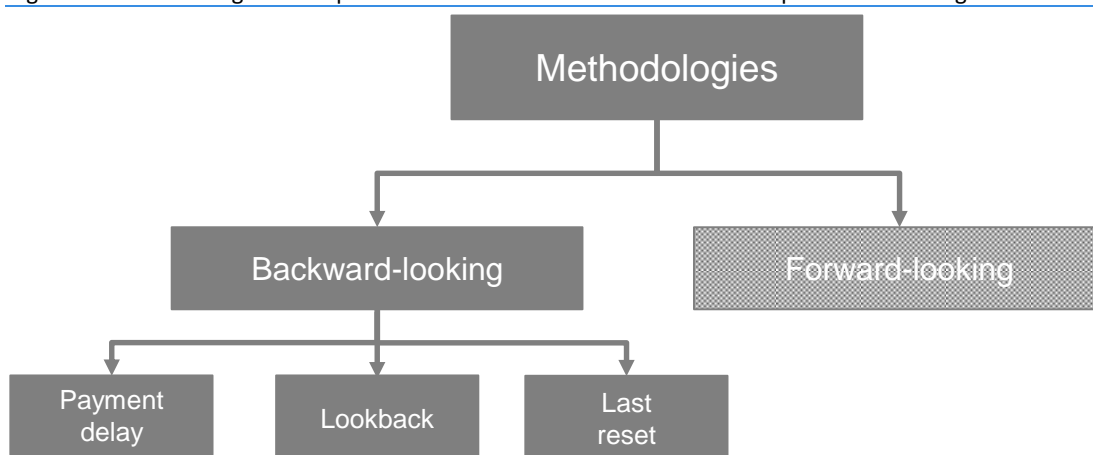 Methodologies
Backward-looking
Forward-looking
Payment
delay
Lookback
Last
reset